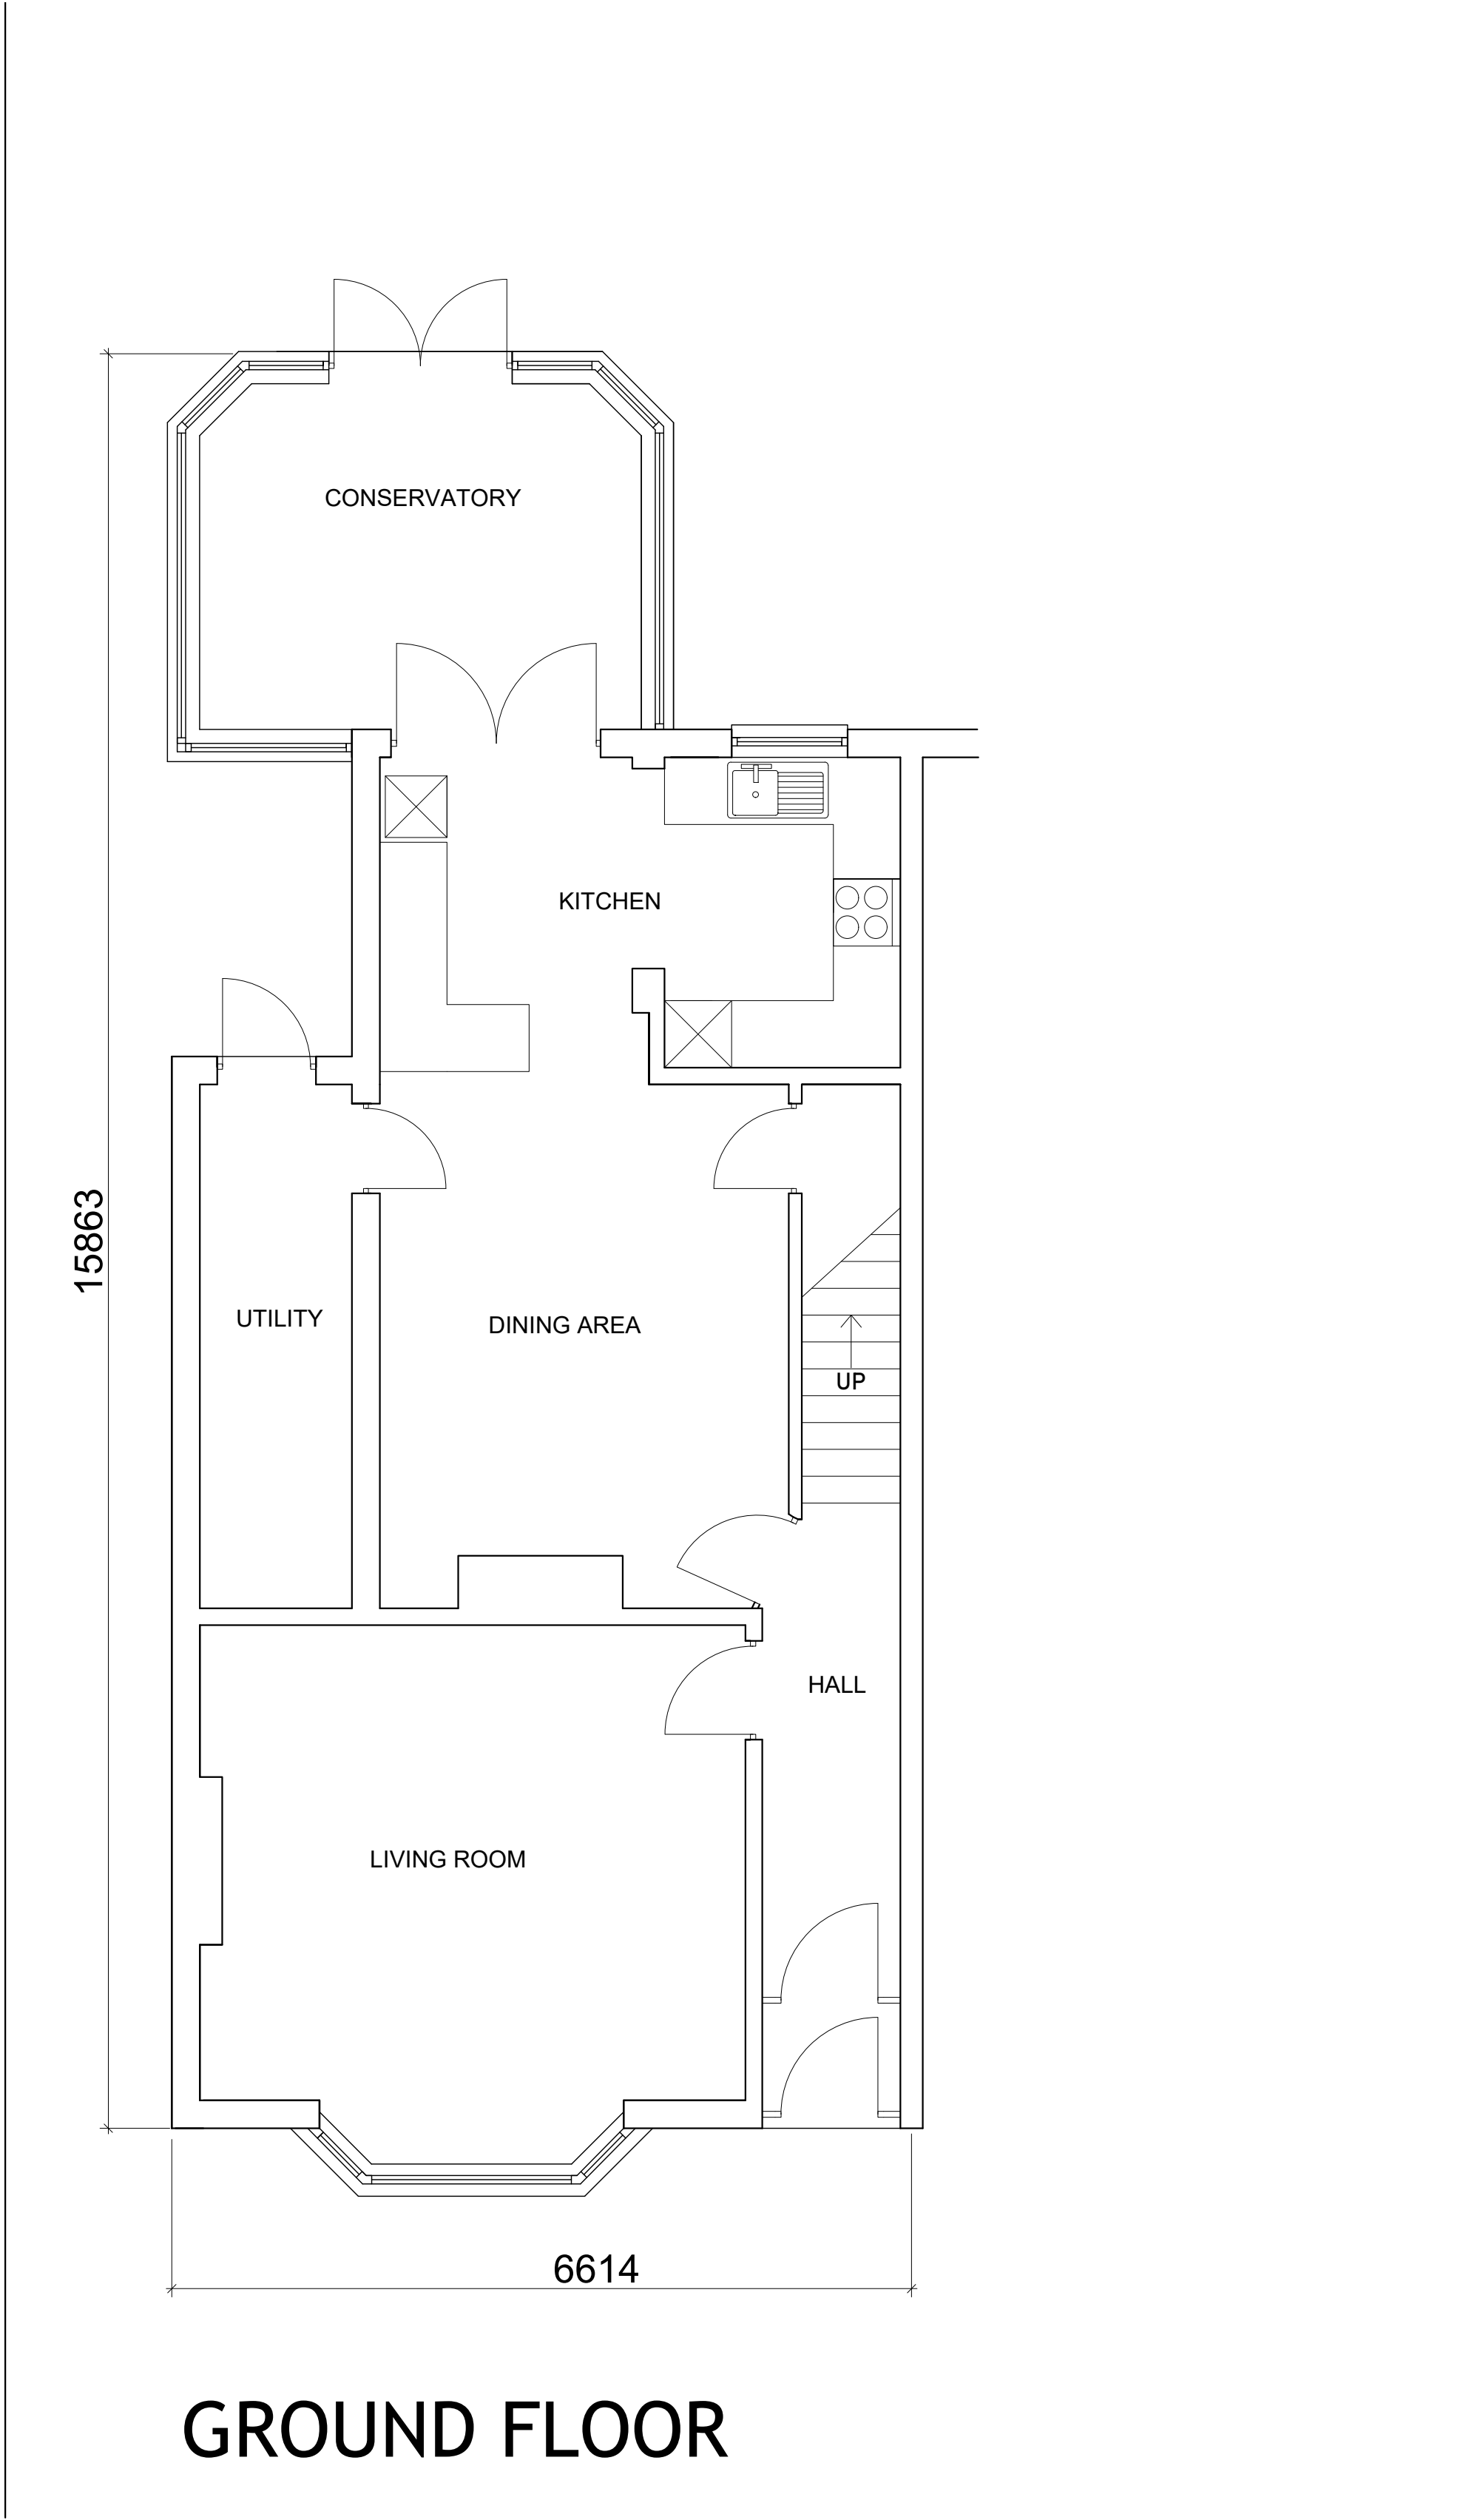 CONSERVATORY
KITCHEN
15863
UTILITY
DINING AREA
UP
HALL
LIVING ROOM
6614
GROUND FLOOR